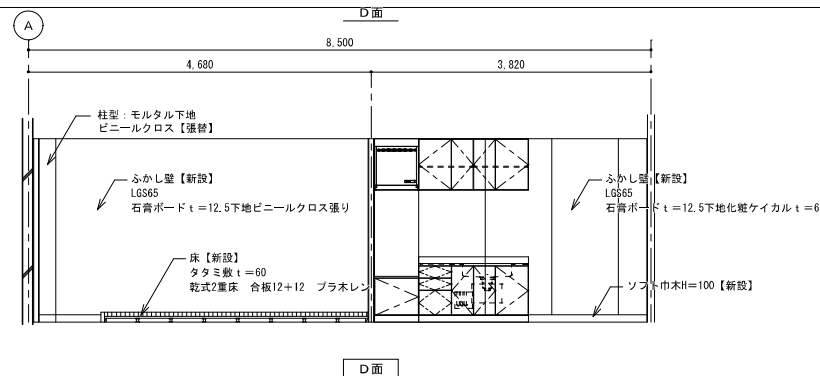 D面
A
8,500
4,680
3,820
柱型：モルタル下地
ビニールクロス【張替】
ふかし壁【新設】
LGS65
石膏ボードｔ＝12.5下地ビニールクロス張り
ふかし壁【新設】
LGS65
石膏ボードｔ＝12.5下地化粧ケイカルｔ＝6
床【新設】
タタミ敷ｔ＝60
乾式2重床　合板12＋12　プラ木レン
ソフト巾木H＝100【新設】
D面